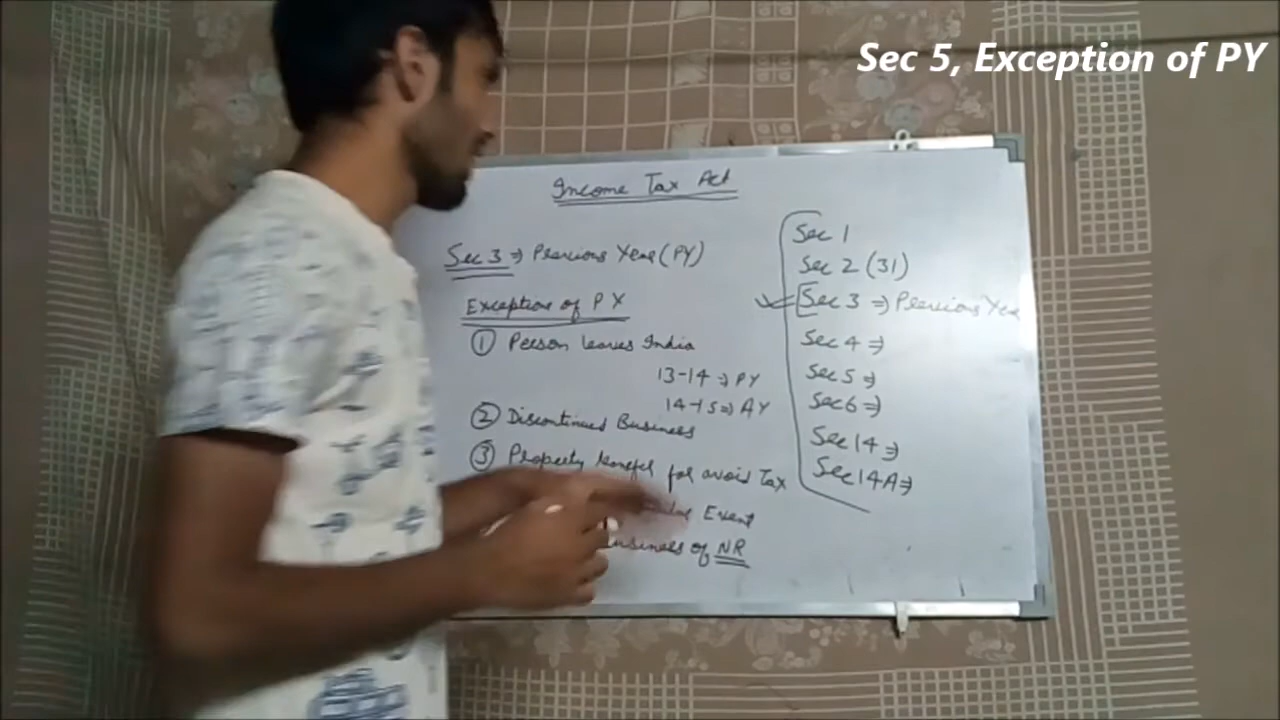 Sec 5, Exception of PY
Income Tax Act
Sec 3 ⇒ Previous Year (PY)
Exception of PY
① Person leaves India
13-14 ⇒ PY
14-15 ⇒ AY
② Discontinued Business
③ Property for avoid Tax
Event
Business of NR
Sec 1
Sec 2 (31)
Sec 3 ⇒ Previous Year
Sec 4 ⇒
Sec 5 ⇒
Sec 6 ⇒
Sec 14 ⇒
Sec 14A ⇒